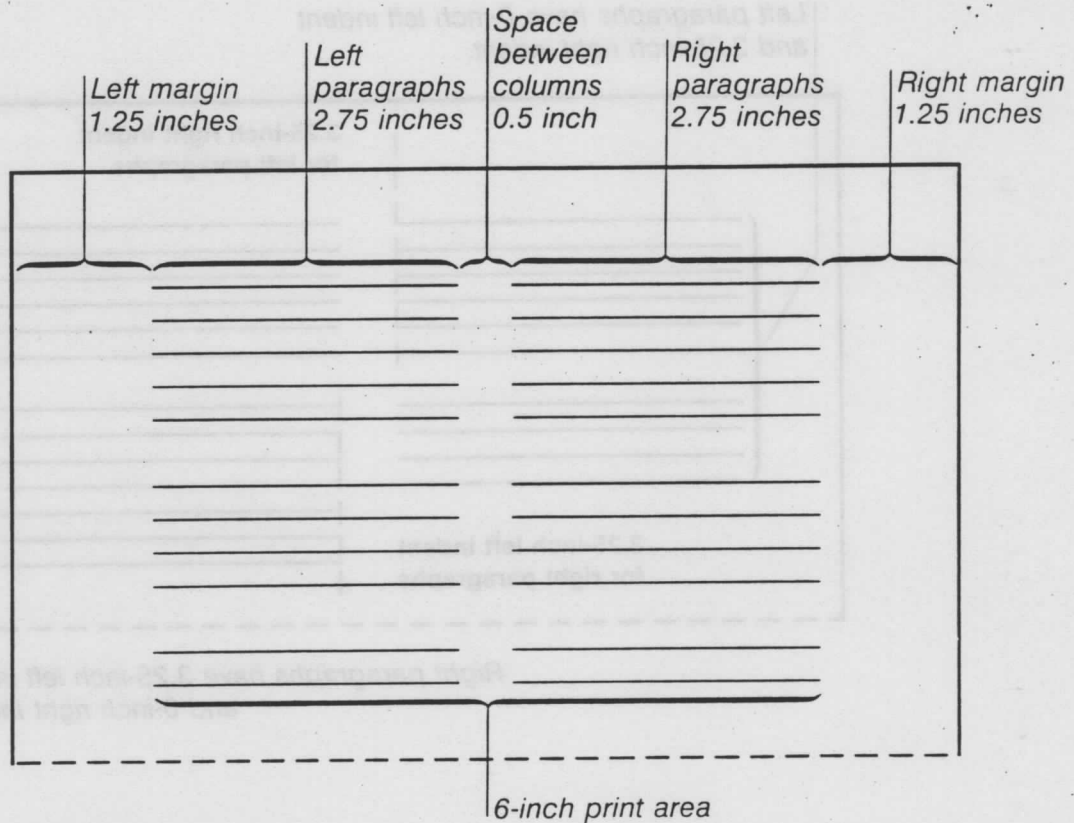 Left margin
1.25 inches
Left
paragraphs
2.75 inches
Space
between
columns
0.5 inch
Right
paragraphs
2.75 inches
Right margin
1.25 inches
6-inch print area